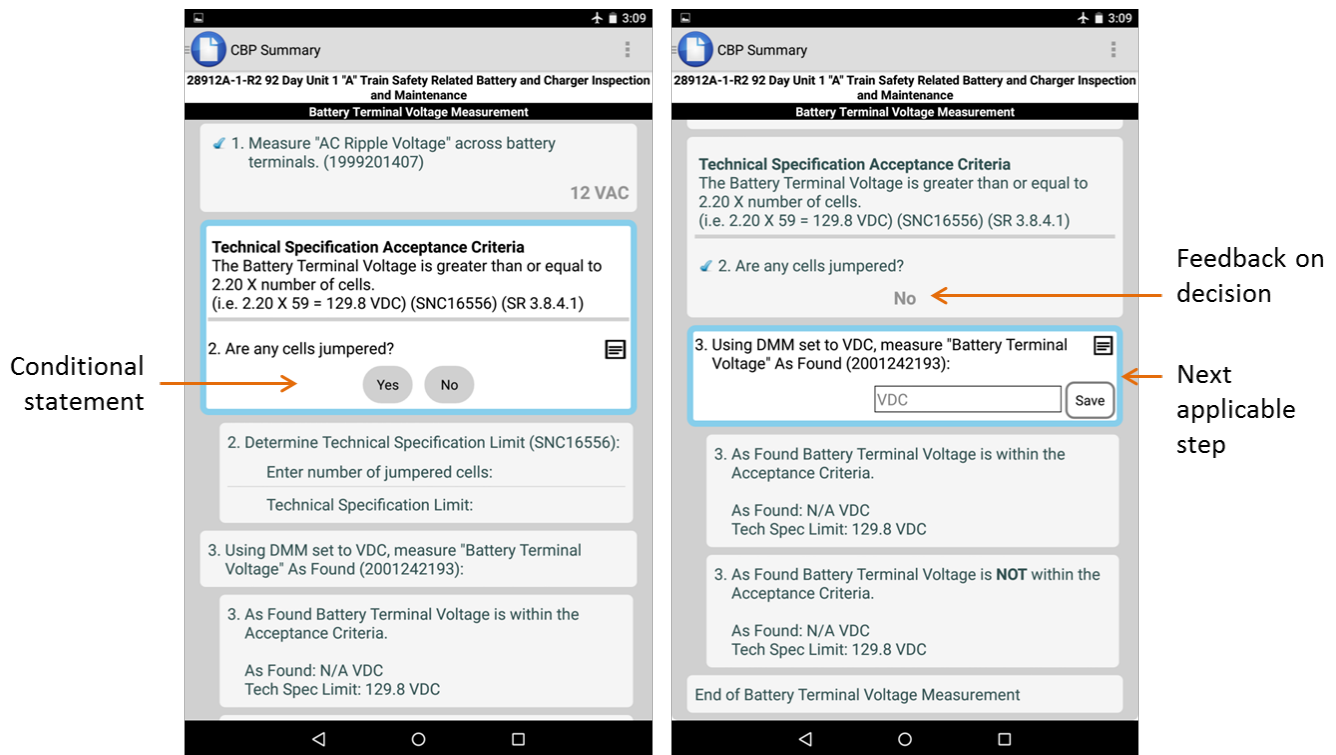 3:09
CBP Summary
28912A-1-R2 92 Day Unit 1 "A" Train Safety Related Battery and Charger Inspection
and Maintenance
Battery Terminal Voltage Measurement
1. Measure "AC Ripple Voltage" across battery
terminals. (1999201407)
12 VAC
Technical Specification Acceptance Criteria
The Battery Terminal Voltage is greater than or equal to
2.20 X number of cells.
(i.e. 2.20 X 59 = 129.8 VDC) (SNC16556) (SR 3.8.4.1)
2. Are any cells jumpered?
Yes No
Conditional
statement
2. Determine Technical Specification Limit (SNC16556):
Enter number of jumpered cells:
Technical Specification Limit:
3. Using DMM set to VDC, measure "Battery Terminal
Voltage" As Found (2001242193):
3. As Found Battery Terminal Voltage is within the
Acceptance Criteria.
As Found: N/A VDC
Tech Spec Limit: 129.8 VDC
3:09
CBP Summary
28912A-1-R2 92 Day Unit 1 "A" Train Safety Related Battery and Charger Inspection
and Maintenance
Battery Terminal Voltage Measurement
Technical Specification Acceptance Criteria
The Battery Terminal Voltage is greater than or equal to
2.20 X number of cells.
(i.e. 2.20 X 59 = 129.8 VDC) (SNC16556) (SR 3.8.4.1)
2. Are any cells jumpered?
No
Feedback on
decision
3. Using DMM set to VDC, measure "Battery Terminal
Voltage" As Found (2001242193):
VDC Save
Next
applicable
step
3. As Found Battery Terminal Voltage is within the
Acceptance Criteria.
As Found: N/A VDC
Tech Spec Limit: 129.8 VDC
3. As Found Battery Terminal Voltage is NOT within the
Acceptance Criteria.
As Found: N/A VDC
Tech Spec Limit: 129.8 VDC
End of Battery Terminal Voltage Measurement